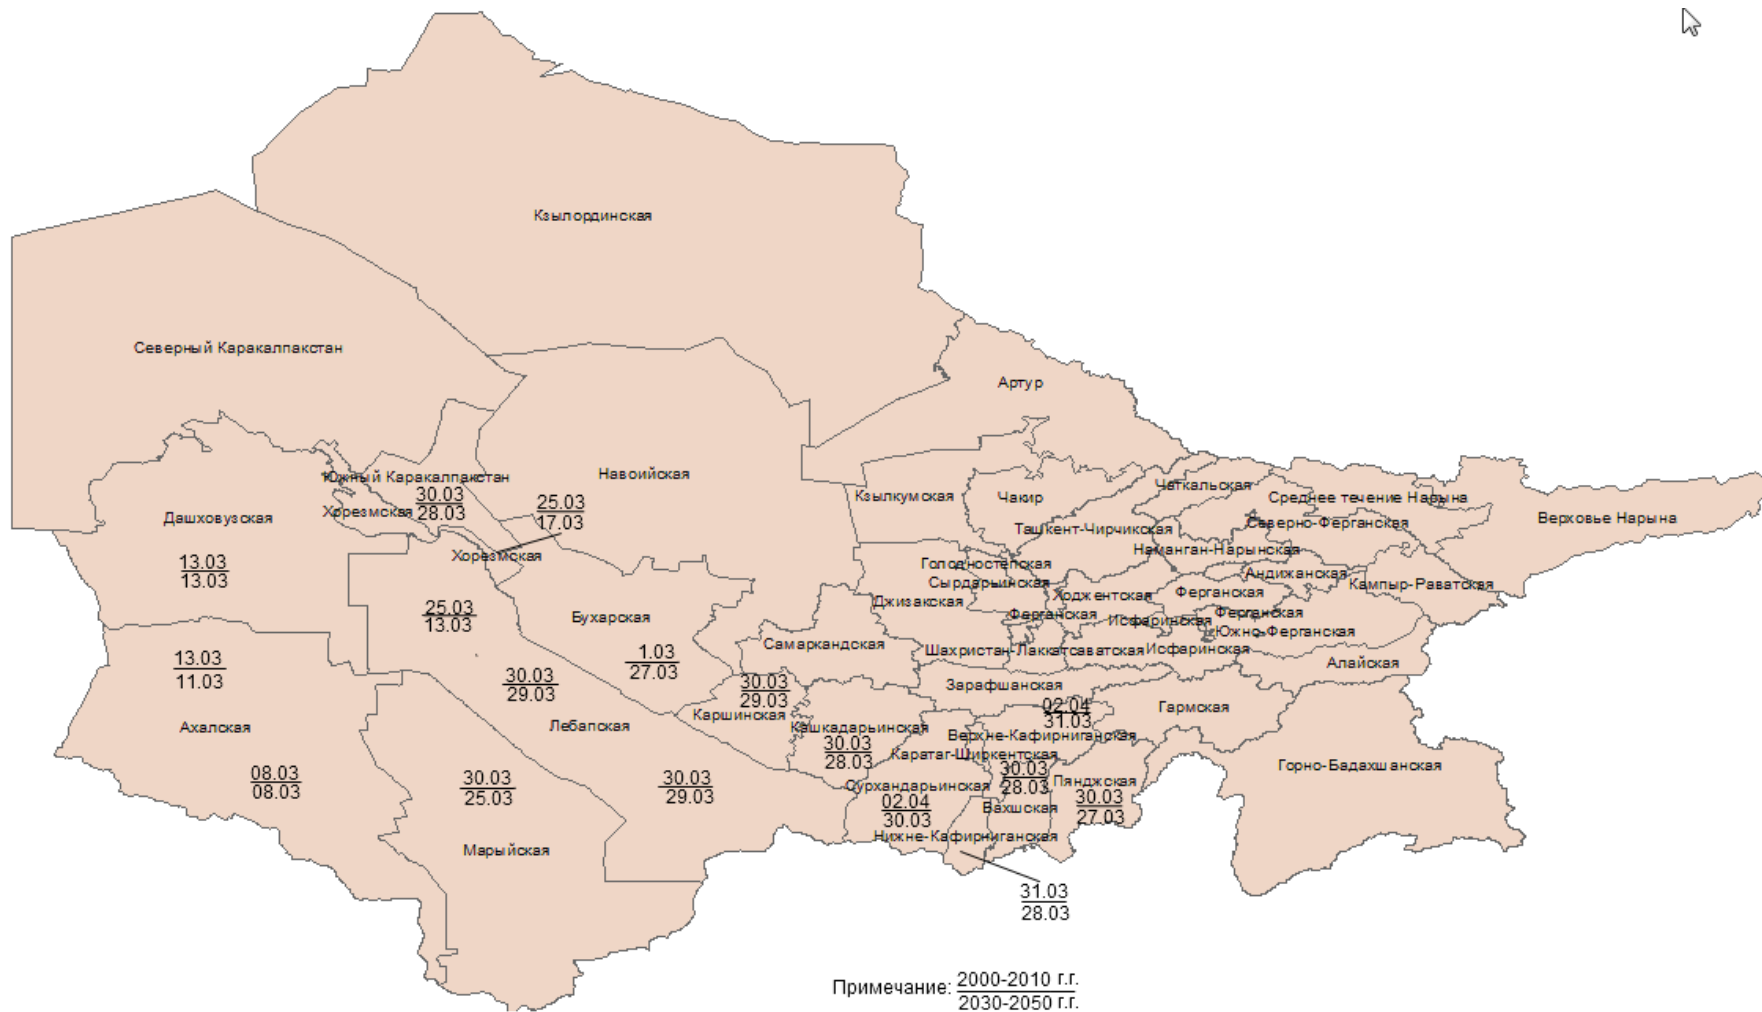 Кзылординская
Северный Каракалпакстан
Артур
Навоийская
Южный Каракалпакстан
30.03
28.03
25.03
17.03
Кзылкумская
Чакир
Чаткальская
Среднее течение Нарына
Верховье Нарына
Дашховузская
Хорезмская
Ташкент-Чирчикская
Северно-Ферганская
Хорезмская
Наманган-Нарынская
13.03
13.03
Голодностепская
Сырдарьинская
Андижанская
Кампыр-Раватская
Джизакская
Ходжентская
Ферганская
25.03
13.03
Бухарская
Ферганская
Исфаринская
Ферганская
Южно-Ферганская
Самаркандская
Шахристан-Лаккатсаватская
Исфаринская
Алайская
13.03
11.03
1.03
27.03
30.03
29.03
30.03
29.03
Зарафшанская
02.04
31.03
Гармская
Ахалская
Лебапская
Каршинская
Кашкадарьинская
30.03
28.03
Верхне-Кафирниганская
Каратаг-Ширкентская
Горно-Бадахшанская
08.03
08.03
30.03
25.03
30.03
29.03
Сурхандарьинская
02.04
30.03
30.03
28.03
Пянджская
30.03
27.03
Вахшская
Марыйская
Нижне-Кафирниганская
31.03
28.03
Примечание: 2000-2010 г.г.
2030-2050 г.г.